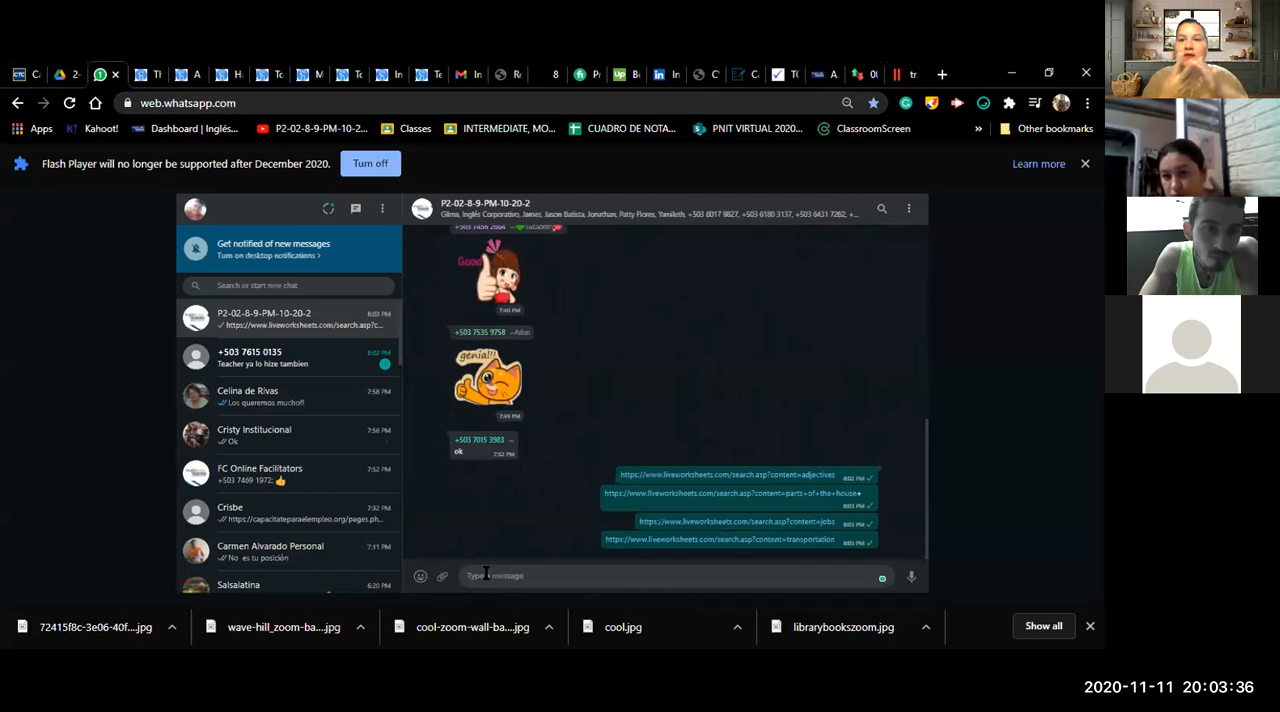 web.whatsapp.com
Apps
Kahoot!
Dashboard | Inglés...
P2-02-8-9-PM-10-2...
Classes
INTERMEDIATE, MO...
CUADRO DE NOTA...
PNIT VIRTUAL 2020...
ClassroomScreen
»
Other bookmarks
Flash Player will no longer be supported after December 2020.
Turn off
Learn more
P2-02-8-9-PM-10-20-2
Gilena, Inglés Corporativo, James, Jason Batista, Jonathan, Patty Flores, Yamileth, +503 6017 9827, +503 6180 3137, +503 6431 7262, +5...
Get notified of new messages
Turn on desktop notifications >
Search or start new chat
P2-02-8-9-PM-10-20-2
8:03 PM
https://www.liveworksheets.com/search.asp?c...
+503 7615 0135
8:02 PM
Teacher ya lo hize tambien
1
Celina de Rivas
7:58 PM
Los queremos mucho!!
Cristy Institucional
7:56 PM
Ok
FC Online Facilitators
7:52 PM
+503 7469 1972: 👍
Crisbe
7:32 PM
https://capacitateparaelempleo.org/pages.ph...
Carmen Alvarado Personal
7:11 PM
No es tu posición
Salsalatina
6:20 PM
Good
7:49 PM
+503 7535 9758
genial!!
7:49 PM
+503 7015 3983
ok
7:52 PM
https://www.liveworksheets.com/search.asp?content=adjectives
8:02 PM
https://www.liveworksheets.com/search.asp?content=parts+of+the+house+
8:03 PM
https://www.liveworksheets.com/search.asp?content=jobs
8:03 PM
https://www.liveworksheets.com/search.asp?content=transportation
8:03 PM
Type a message
72415f8c-3e06-40f....jpg
wave-hill_zoom-ba....jpg
cool-zoom-wall-ba....jpg
cool.jpg
librarybookszoom.jpg
Show all
2020-11-11 20:03:36